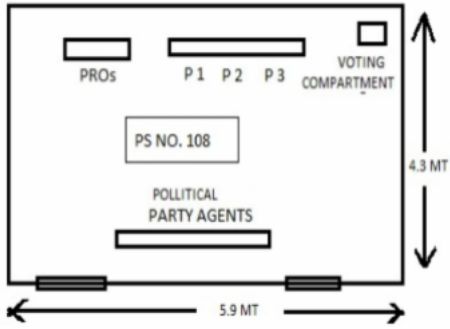 PROs
P 1 P 2 P 3
VOTING
COMPARTMENT
PS NO. 108
4.3 MT
POLLITICAL
PARTY AGENTS
5.9 MT